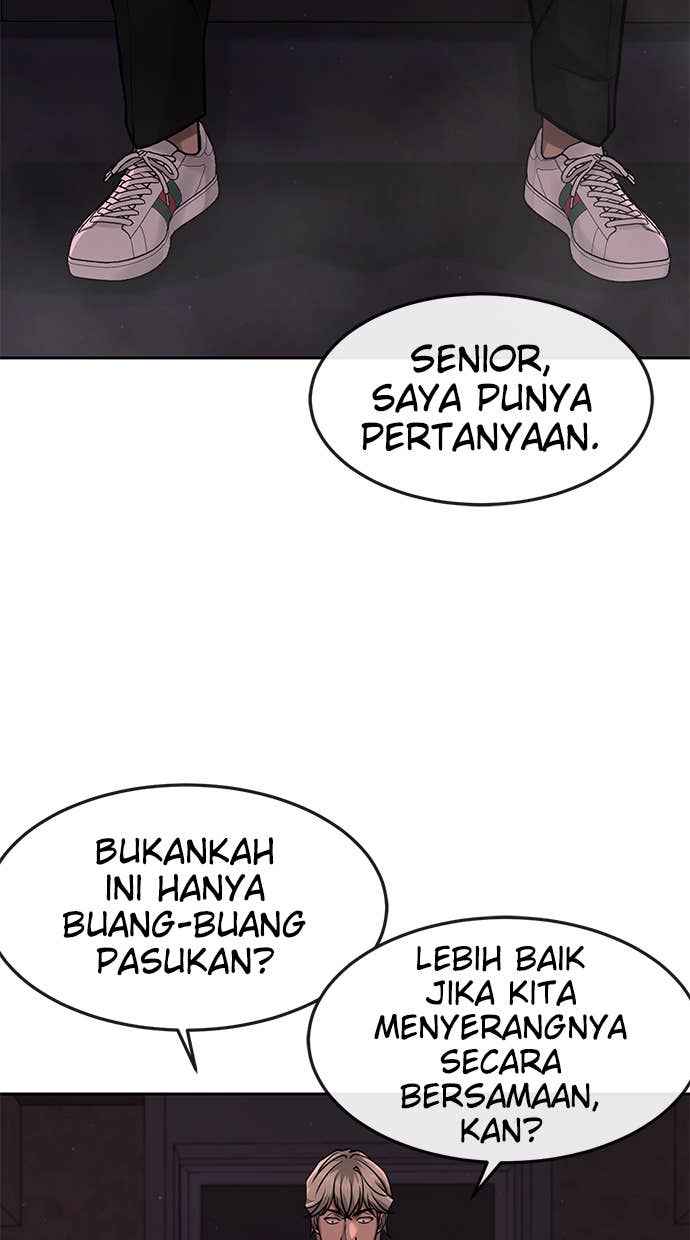 SENIOR,
SAYA PUNYA
PERTANYAAN.
BUKANKAH
INI HANYA
BUANG-BUANG
PASUKAN?
LEBIH BAIK
JIKA KITA
MENYERANGNYA
SECARA
BERSAMAAN,
KAN?